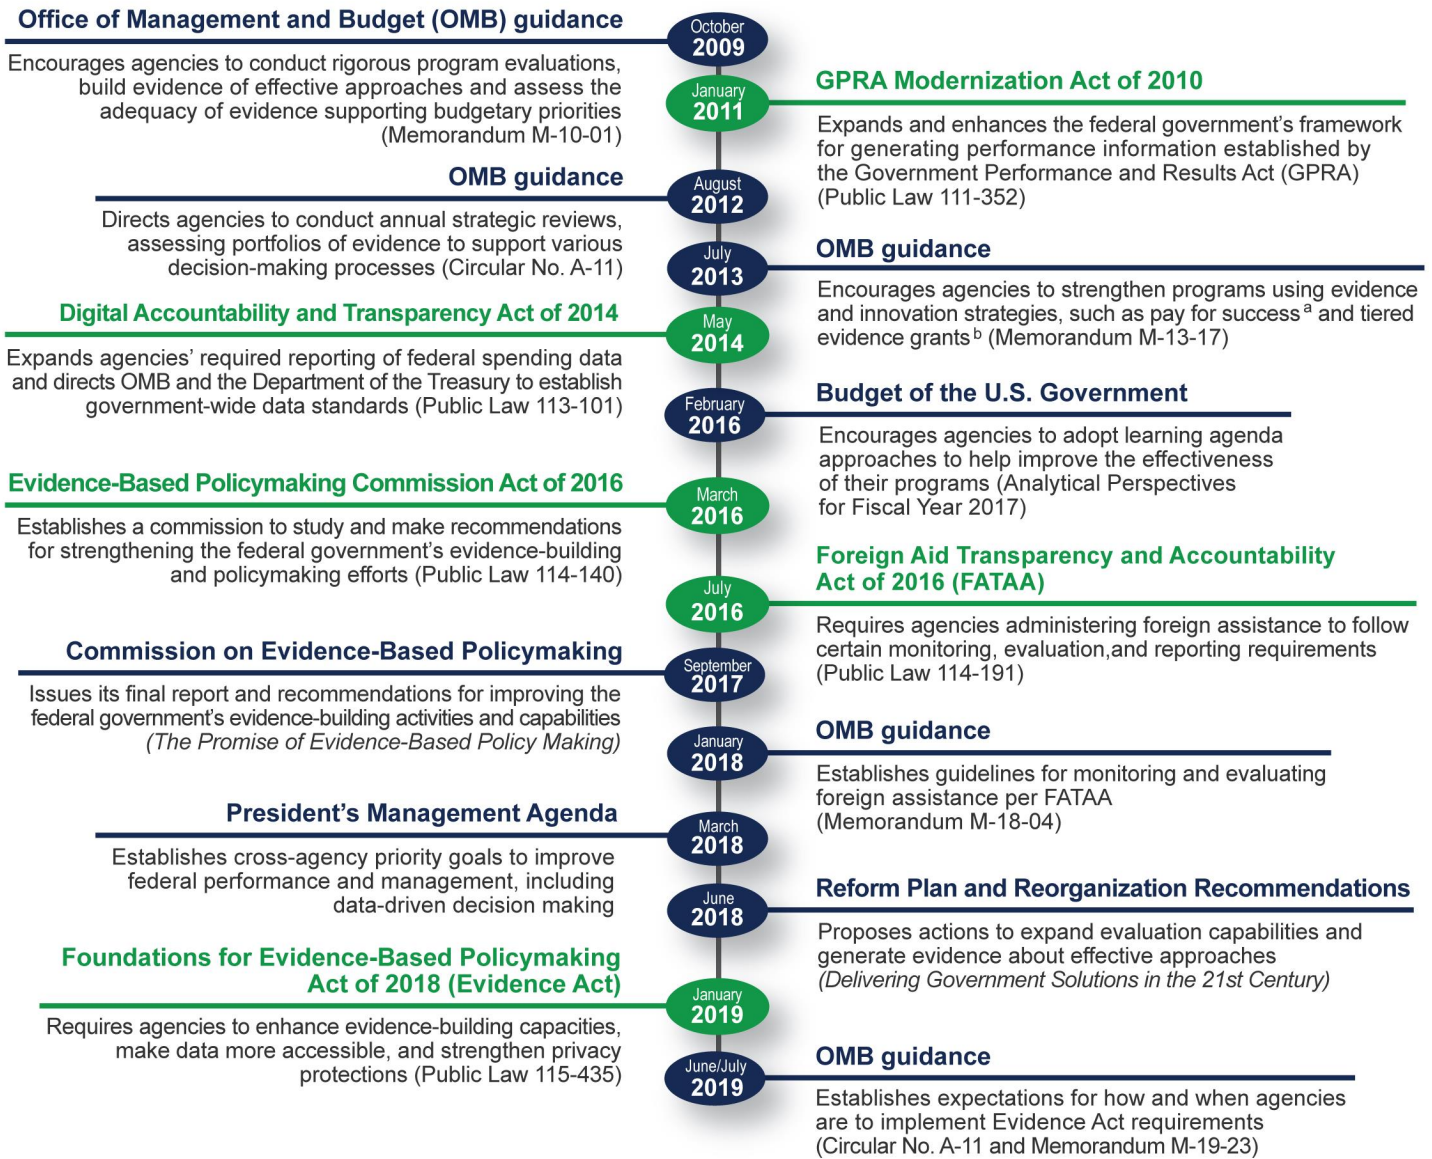 Office of Management and Budget (OMB) guidance
October
2009
Encourages agencies to conduct rigorous program evaluations,
build evidence of effective approaches and assess the
adequacy of evidence supporting budgetary priorities
(Memorandum M-10-01)
January
2011
GPRA Modernization Act of 2010
Expands and enhances the federal government's framework
for generating performance information established by
the Government Performance and Results Act (GPRA)
(Public Law 111-352)
OMB guidance
August
2012
Directs agencies to conduct annual strategic reviews,
assessing portfolios of evidence to support various
decision-making processes (Circular No. A-11)
July
2013
OMB guidance
Encourages agencies to strengthen programs using evidence
and innovation strategies, such as pay for success a and tiered
evidence grants b (Memorandum M-13-17)
Digital Accountability and Transparency Act of 2014
May
2014
Expands agencies' required reporting of federal spending data
and directs OMB and the Department of the Treasury to establish
government-wide data standards (Public Law 113-101)
February
2016
Budget of the U.S. Government
Encourages agencies to adopt learning agenda
approaches to help improve the effectiveness
of their programs (Analytical Perspectives
for Fiscal Year 2017)
Evidence-Based Policymaking Commission Act of 2016
March
2016
Establishes a commission to study and make recommendations
for strengthening the federal government's evidence-building
and policymaking efforts (Public Law 114-140)
July
2016
Foreign Aid Transparency and Accountability
Act of 2016 (FATAA)
Requires agencies administering foreign assistance to follow
certain monitoring, evaluation,and reporting requirements
(Public Law 114-191)
Commission on Evidence-Based Policymaking
September
2017
Issues its final report and recommendations for improving the
federal government's evidence-building activities and capabilities
(The Promise of Evidence-Based Policy Making)
January
2018
OMB guidance
Establishes guidelines for monitoring and evaluating
foreign assistance per FATAA
(Memorandum M-18-04)
President's Management Agenda
March
2018
Establishes cross-agency priority goals to improve
federal performance and management, including
data-driven decision making
June
2018
Reform Plan and Reorganization Recommendations
Proposes actions to expand evaluation capabilities and
generate evidence about effective approaches
(Delivering Government Solutions in the 21st Century)
Foundations for Evidence-Based Policymaking
Act of 2018 (Evidence Act)
January
2019
Requires agencies to enhance evidence-building capacities,
make data more accessible, and strengthen privacy
protections (Public Law 115-435)
June/July
2019
OMB guidance
Establishes expectations for how and when agencies
are to implement Evidence Act requirements
(Circular No. A-11 and Memorandum M-19-23)